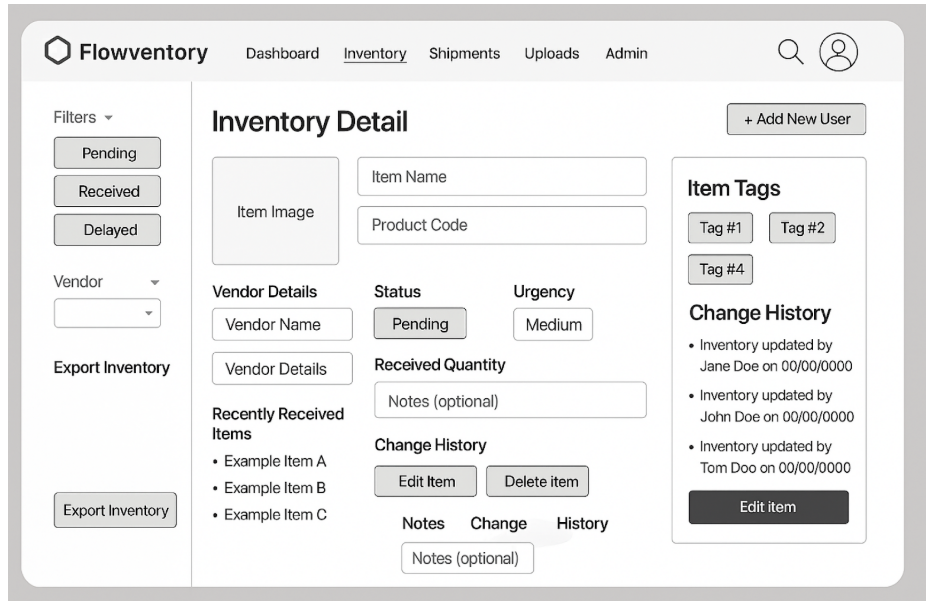 Flowventory
Dashboard
Inventory
Shipments
Uploads
Admin
Filters
Pending
Received
Delayed
Vendor
Export Inventory
Export Inventory
Inventory Detail
+ Add New User
Item Image
Item Name
Product Code
Vendor Details
Vendor Name
Vendor Details
Status
Pending
Urgency
Medium
Received Quantity
Notes (optional)
Recently Received
Items
• Example Item A
• Example Item B
• Example Item C
Change History
Edit Item
Delete item
Notes
Change
History
Notes (optional)
Item Tags
Tag #1
Tag #2
Tag #4
Change History
• Inventory updated by
Jane Doe on 00/00/0000
• Inventory updated by
John Doe on 00/00/0000
• Inventory updated by
Tom Doo on 00/00/0000
Edit item